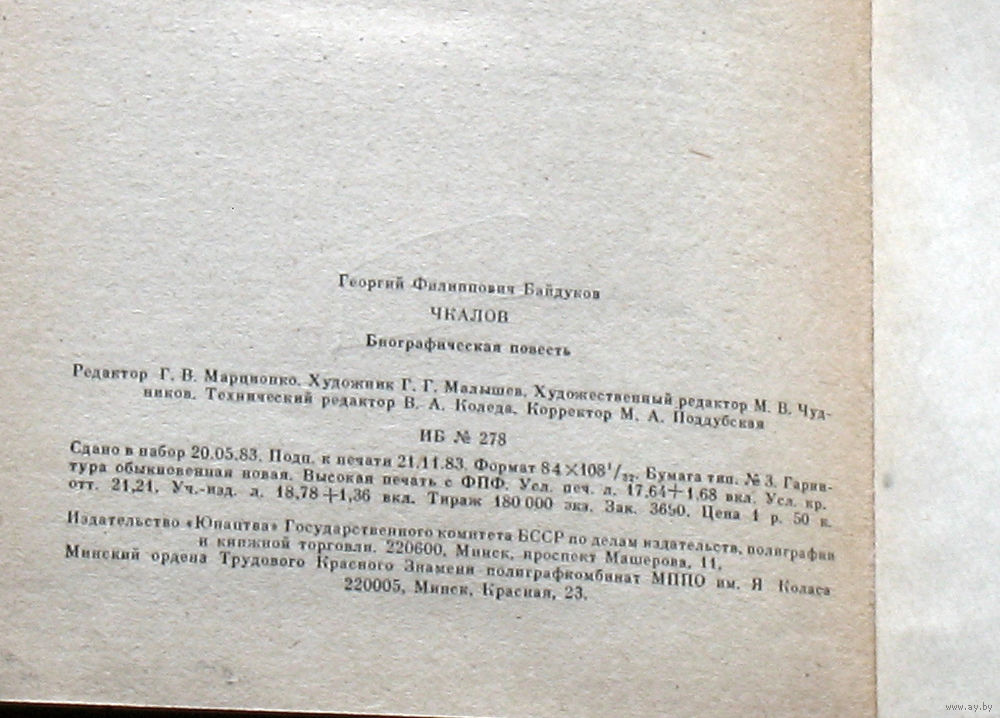 Георгий Филиппович Байдуков
ЧКАЛОВ
Биографическая повесть
Редактор Г. В. Марционко. Художник Г. Г. Малышев. Художественный редактор М. В. Чуд-
ников. Технический редактор В. А. Коледа. Корректор М. А. Поддубская
ИБ № 278
Сдано в набор 20.05.83. Подп. к печати 21.11.83. Формат 84×108¹/₃₂. Бумага тип. № 3. Гарни-
тура обыкновенная новая. Высокая печать с ФПФ. Усл. печ. л. 17,64+1,68 вкл. Усл. кр.
отт. 21,21. Уч.-изд. л. 18,78+1,36 вкл. Тираж 180 000 экз. Зак. 3690. Цена 1 р. 50 к.
Издательство «Юнацтва» Государственного комитета БССР по делам издательств, полиграфии
и книжной торговли. 220600, Минск, проспект Машерова, 11.
Минский ордена Трудового Красного Знамени полиграфкомбинат МППО им. Я Коласа
220005, Минск, Красная, 23.
www.ay.by